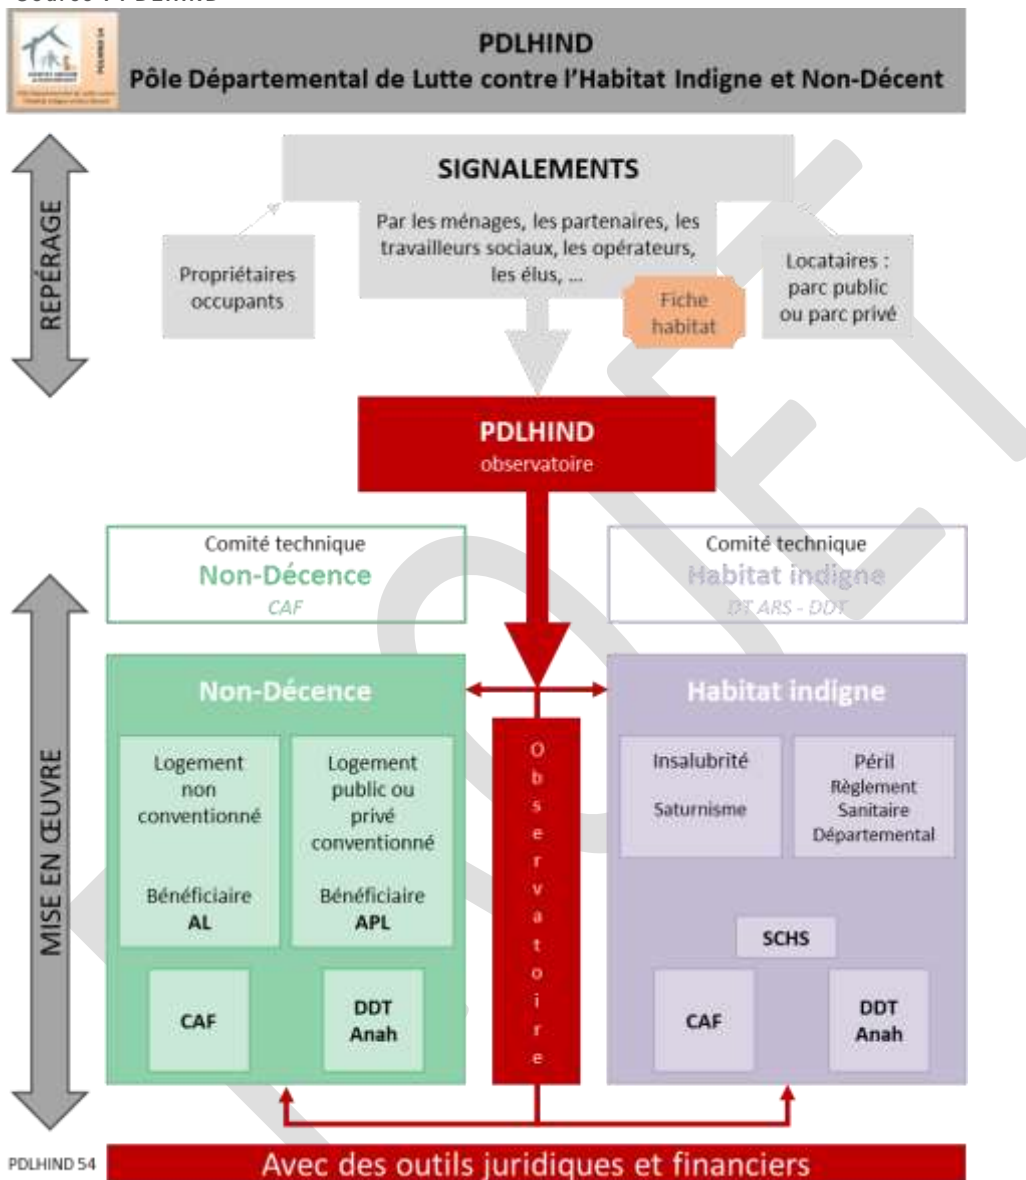 PDLHIND
Pôle Départemental de Lutte contre l'Habitat Indigne et Non-Décent
PDLHIND 54
REPÉRAGE
SIGNALEMENTS
Par les ménages, les partenaires, les
travailleurs sociaux, les opérateurs,
les élus, ...
Propriétaires
occupants
Fiche
habitat
Locataires :
parc public
ou parc privé
PDLHIND
observatoire
Comité technique
Non-Décence
CAF
Comité technique
Habitat indigne
DT ARS - DDT
MISE EN ŒUVRE
Non-Décence
Logement
non
conventionné
Bénéficiaire
AL
Logement
public ou
privé
conventionné
Bénéficiaire
APL
CAF
DDT
Anah
Observatoire
Habitat indigne
Insalubrité
Saturnisme
Péril
Règlement
Sanitaire
Départemental
SCHS
CAF
DDT
Anah
PDLHIND 54
Avec des outils juridiques et financiers